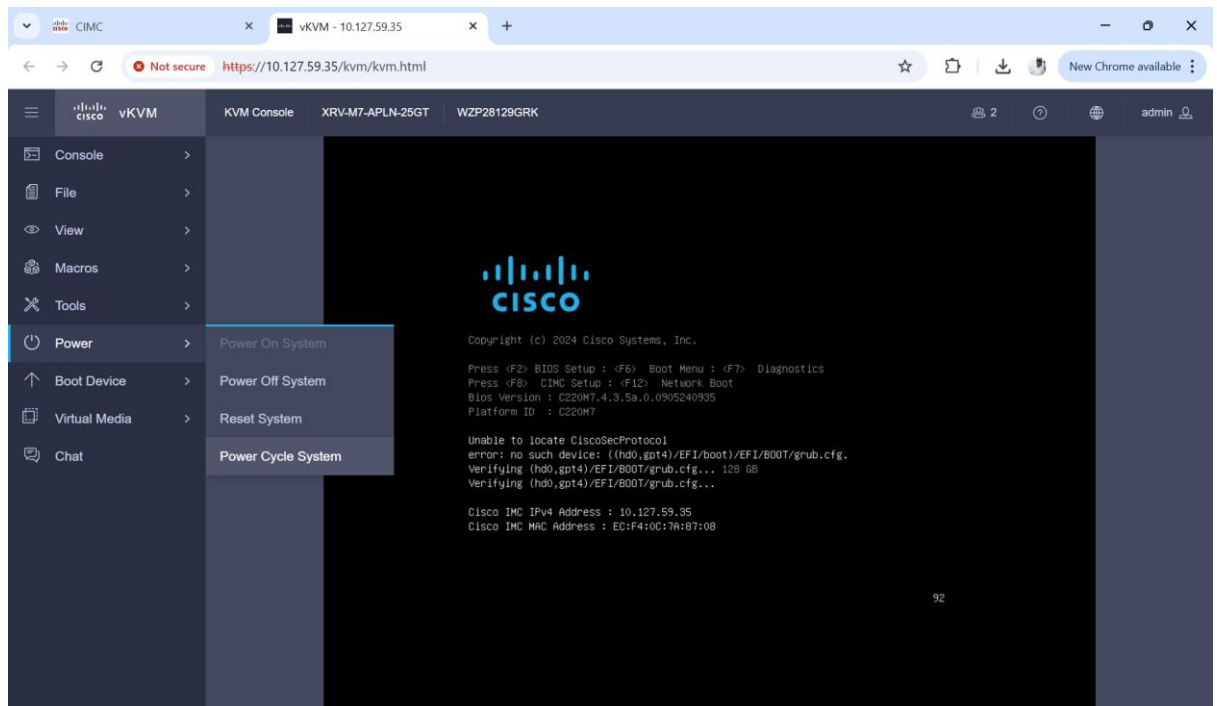 CIMC
vKVM - 10.127.59.35
Not secure
https://10.127.59.35/kvm/kvm.html
New Chrome available
cisco
vKVM
KVM Console
XRV-M7-APLN-25GT
WZP28129GRK
2
admin
Console
File
View
Macros
Tools
Power
Boot Device
Virtual Media
Chat
Power On System
Power Off System
Reset System
Power Cycle System
CISCO
Copyright (c) 2024 Cisco Systems, Inc.
Press <F2> BIOS Setup : <F6> Boot Menu : <F7> Diagnostics
Press <F8> CIMC Setup : <F12> Network Boot
Bios Version : C220M7.4.3.5a.0.0905240935
Platform ID : C220M7
Unable to locate CiscoSecProtocol
error: no such device: ((hd0,gpt4)/EFI/boot)/EFI/BOOT/grub.cfg.
Verifying (hd0,gpt4)/EFI/BOOT/grub.cfg... 128 GB
Verifying (hd0,gpt4)/EFI/BOOT/grub.cfg...
Cisco IMC IPv4 Address : 10.127.59.35
Cisco IMC MAC Address : EC:F4:0C:7A:87:08
92